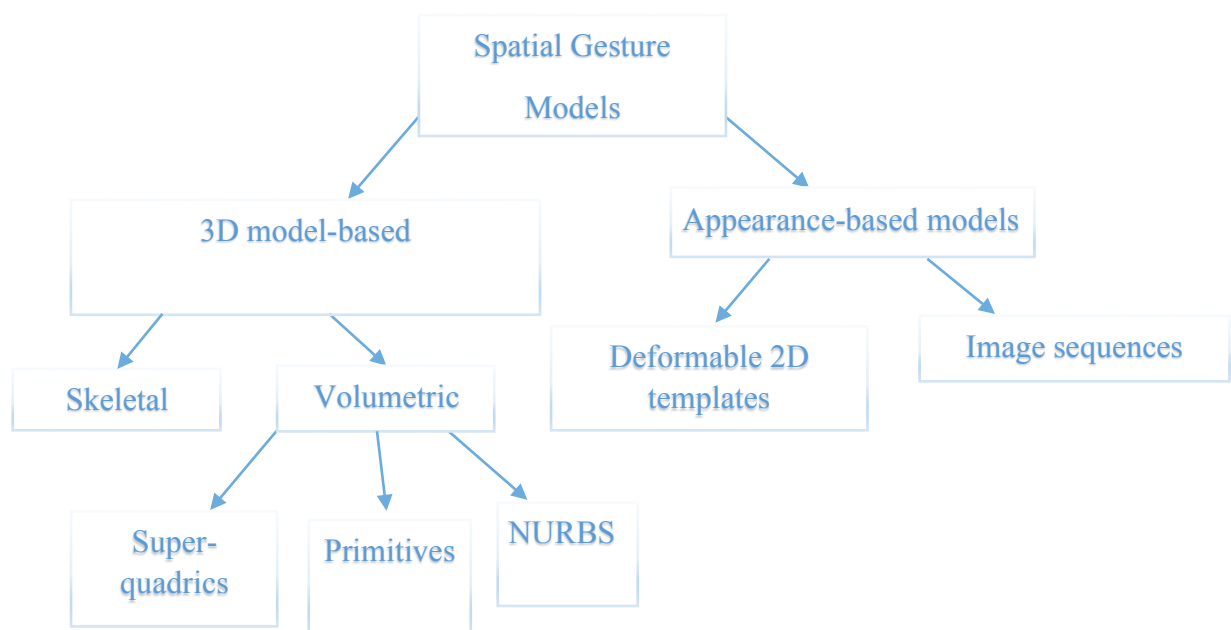 Spatial Gesture
Models
3D model-based
Appearance-based models
Skeletal
Volumetric
Deformable 2D
templates
Image sequences
Super-
quadrics
Primitives
NURBS